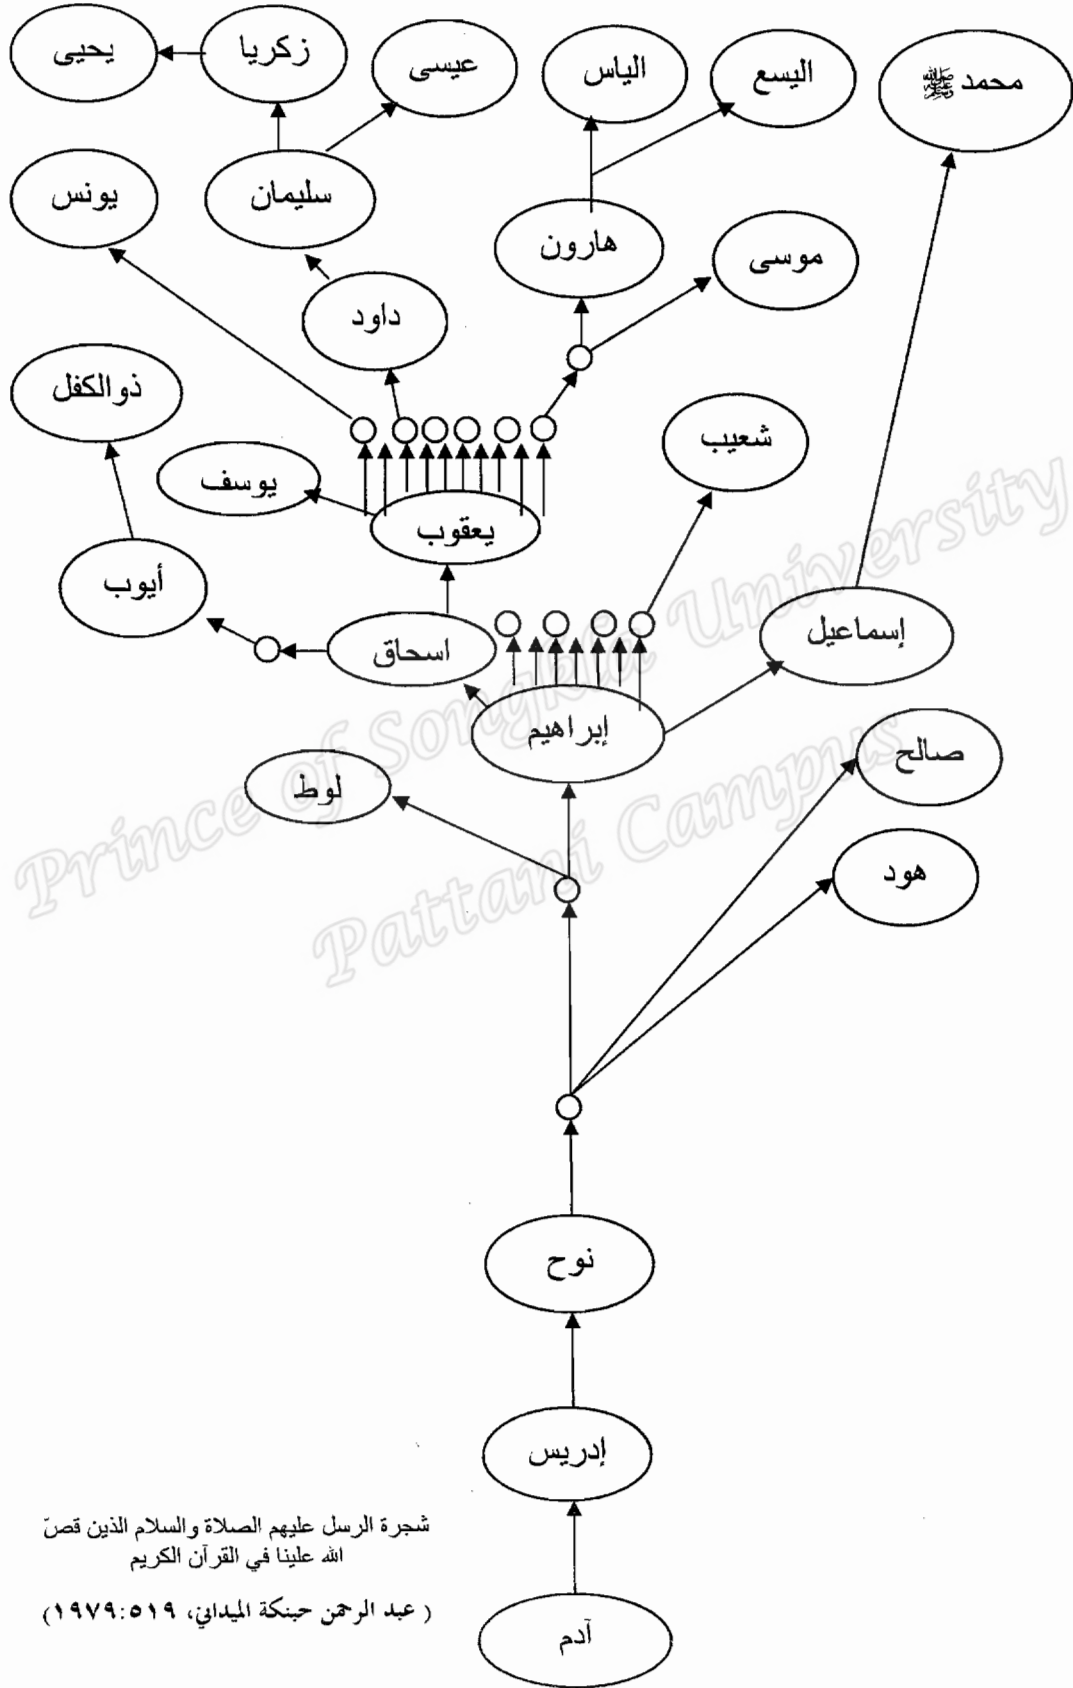 يحيى
زكريا
عيسى
الياس
اليسع
محمد ﷺ
يونس
سليمان
هارون
موسى
داود
ذوالكفل
شعيب
يوسف
يعقوب
أيوب
اسحاق
إسماعيل
إبراهيم
لوط
صالح
هود
نوح
إدريس
آدم
شجرة الرسل عليهم الصلاة والسلام الذين قصّ
الله علينا في القرآن الكريم
( عبد الرحمن حبنكة الميداني، ١٩٧٩:٥١٩)
Prince of Songkla University
Pattani Campus